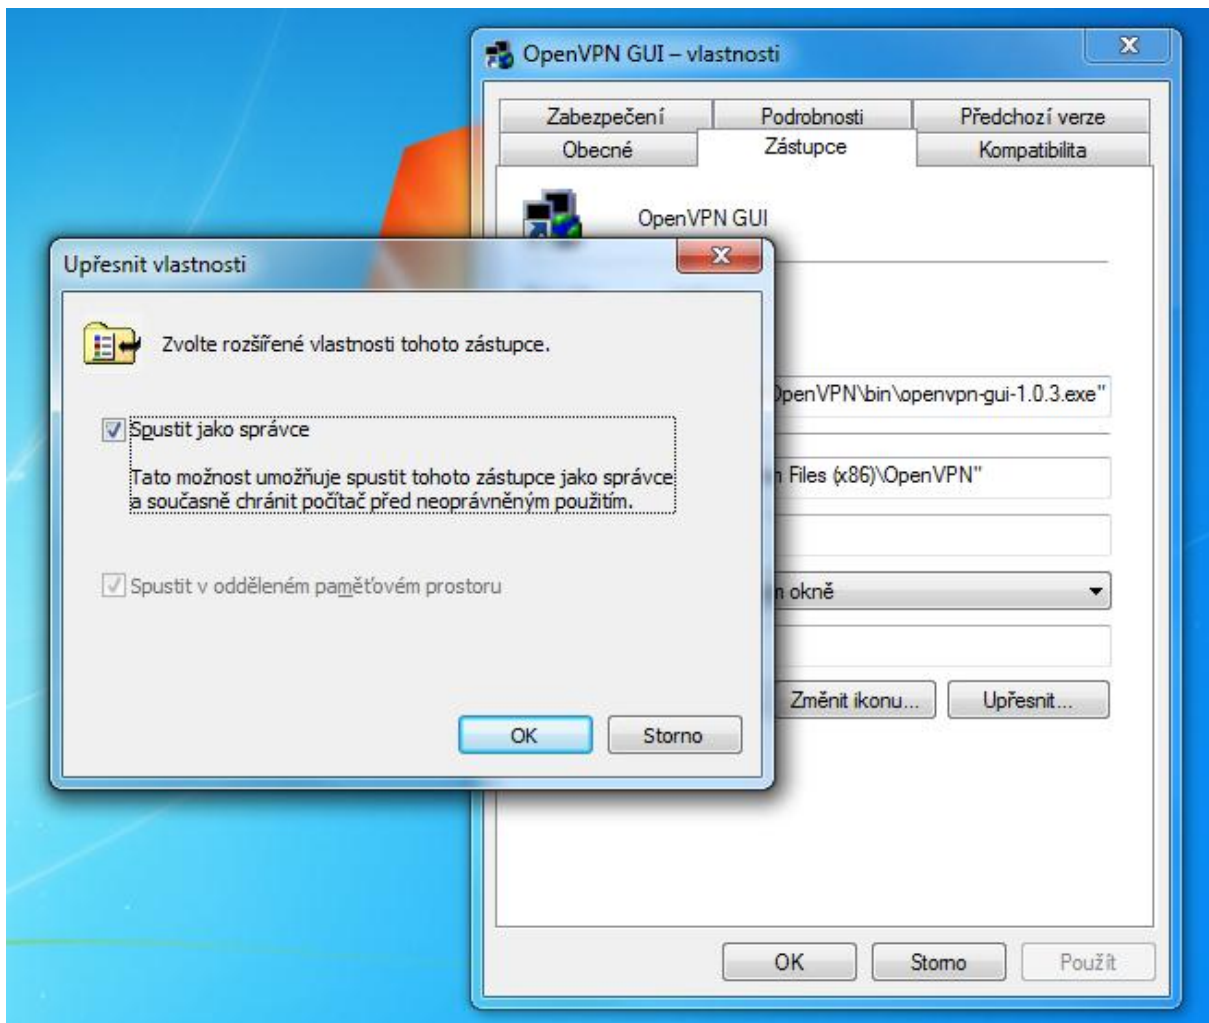 OpenVPN GUI – vlastnosti
Zabezpečení
Podrobnosti
Předchozí verze
Obecné
Zástupce
Kompatibilita
OpenVPN GUI
OpenVPN\bin\openvpn-gui-1.0.3.exe"
Files (x86)\OpenVPN"
okně
Změnit ikonu...
Upřesnit...
OK
Storno
Použít
Upřesnit vlastnosti
Zvolte rozšířené vlastnosti tohoto zástupce.
Spustit jako správce
Tato možnost umožňuje spustit tohoto zástupce jako správce
a současně chránit počítač před neoprávněným použitím.
Spustit v odděleném paměťovém prostoru
OK
Storno